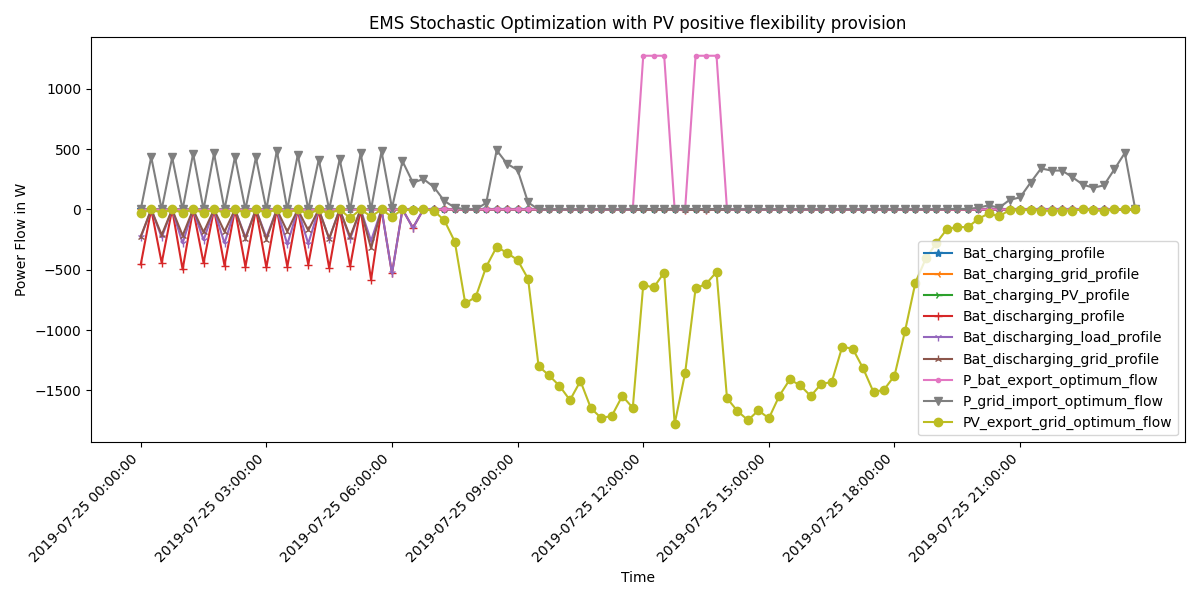 EMS Stochastic Optimization with PV positive flexibility provision
Power Flow in W
1000
500
0
−500
−1000
−1500
Bat_charging_profile
Bat_charging_grid_profile
Bat_charging_PV_profile
Bat_discharging_profile
Bat_discharging_load_profile
Bat_discharging_grid_profile
P_bat_export_optimum_flow
P_grid_import_optimum_flow
PV_export_grid_optimum_flow
2019-07-25 00:00:00
2019-07-25 03:00:00
2019-07-25 06:00:00
2019-07-25 09:00:00
2019-07-25 12:00:00
2019-07-25 15:00:00
2019-07-25 18:00:00
2019-07-25 21:00:00
Time